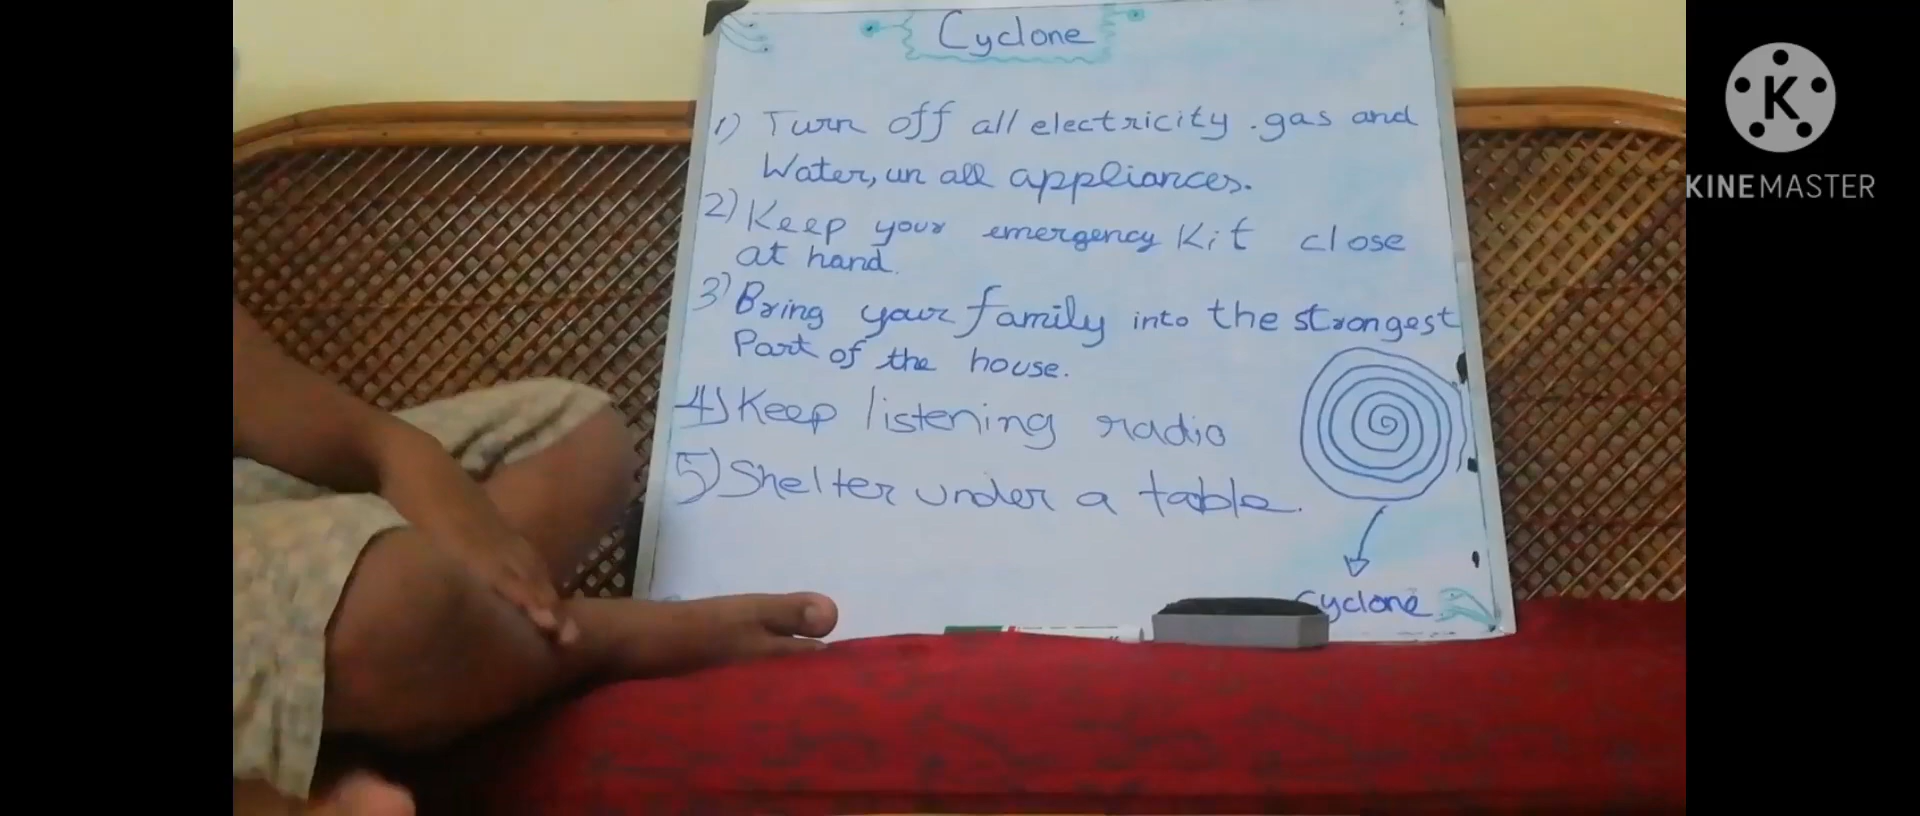 Cyclone
1) Turn off all electricity. gas and
Water, un all appliances.
2) Keep your emergency Kit close
at hand.
3) Bring your family into the strongest
Part of the house.
4) Keep listening radio
5) Shelter under a table.
Cyclone
K
KINEMASTER